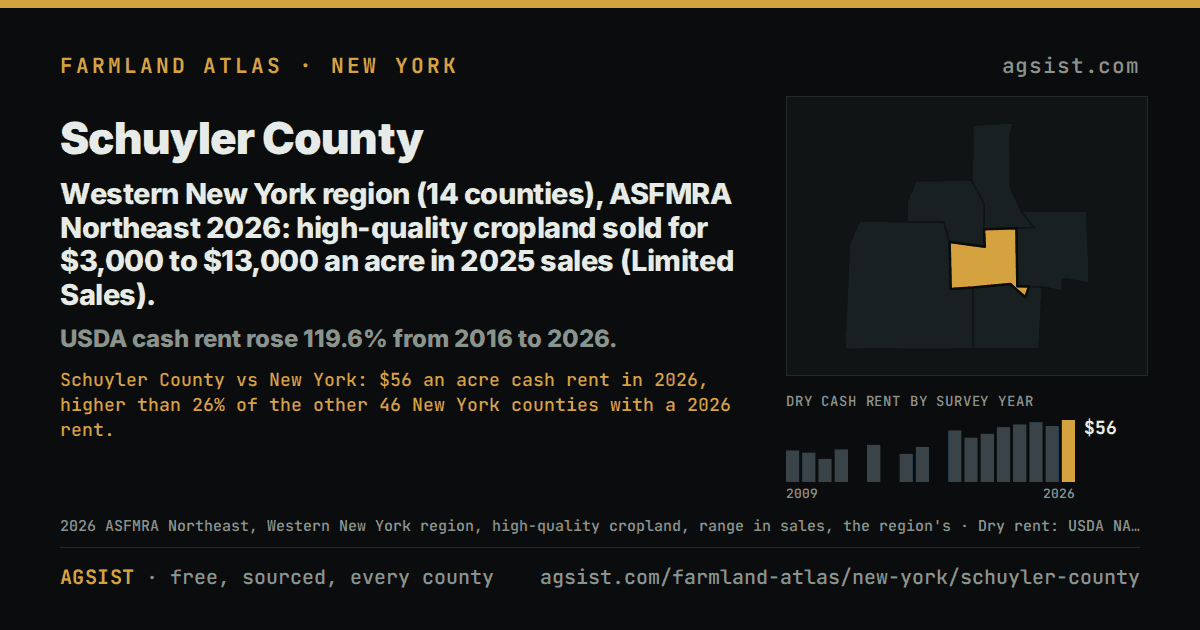 FARMLAND ATLAS · NEW YORK
agsist.com
Schuyler County
Western New York region (14 counties), ASFMRA
Northeast 2026: high-quality cropland sold for
$3,000 to $13,000 an acre in 2025 sales (Limited
Sales).
USDA cash rent rose 119.6% from 2016 to 2026.
Schuyler County vs New York: $56 an acre cash rent in 2026,
higher than 26% of the other 46 New York counties with a 2026
rent.
DRY CASH RENT BY SURVEY YEAR
$56
2009
2026
2026 ASFMRA Northeast, Western New York region, high-quality cropland, range in sales, the region's · Dry rent: USDA NA…
AGSIST · free, sourced, every county
agsist.com/farmland-atlas/new-york/schuyler-county